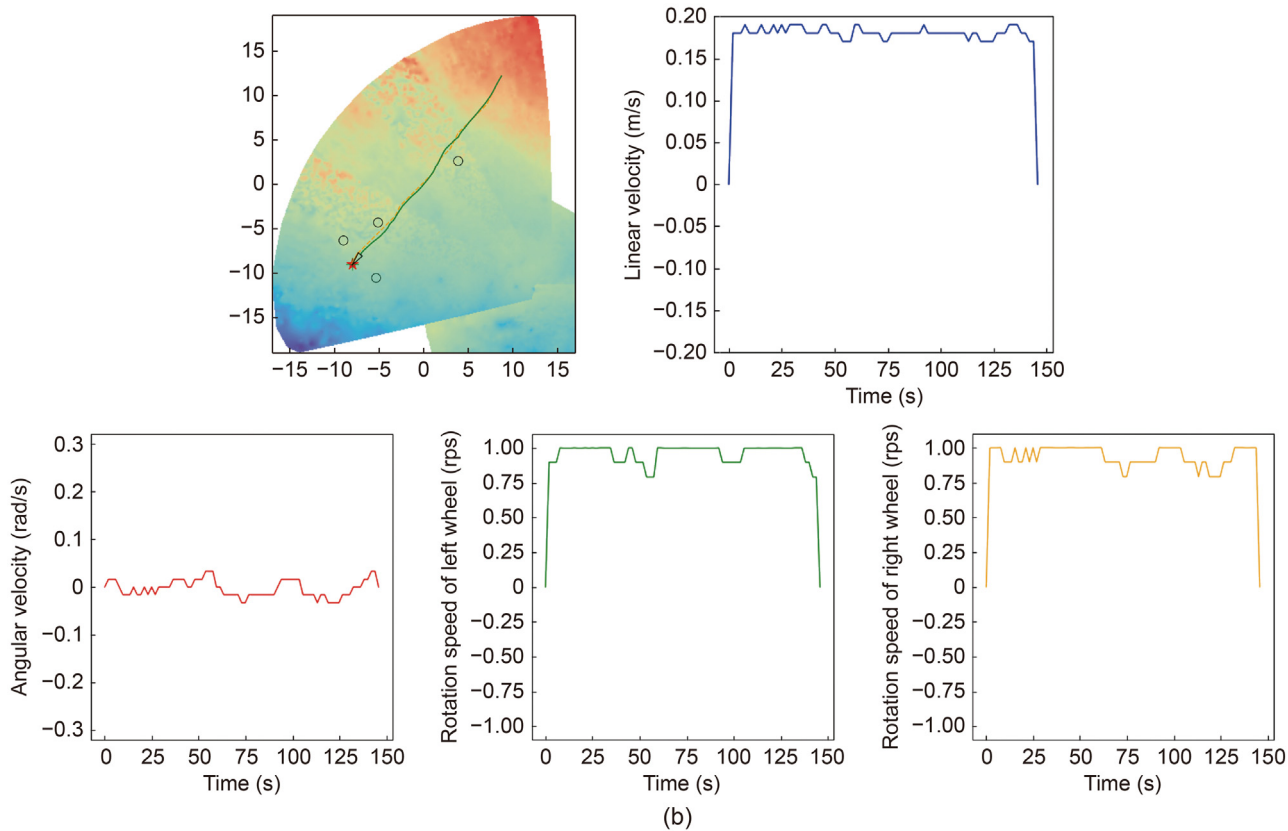 15
10
5
0
−5
−10
−15
−15 −10 −5 0 5 10 15
Linear velocity (m/s)
0.20
0.15
0.10
0.05
0
−0.05
−0.10
−0.15
−0.20
0 25 50 75 100 125 150
Time (s)
Angular velocity (rad/s)
0.3
0.2
0.1
0
−0.1
−0.2
−0.3
0 25 50 75 100 125 150
Time (s)
Rotation speed of left wheel (rps)
1.00
0.75
0.50
0.25
0
−0.25
−0.50
−0.75
−1.00
0 25 50 75 100 125 150
Time (s)
Rotation speed of right wheel (rps)
1.00
0.75
0.50
0.25
0
−0.25
−0.50
−0.75
−1.00
0 25 50 75 100 125 150
Time (s)
(b)